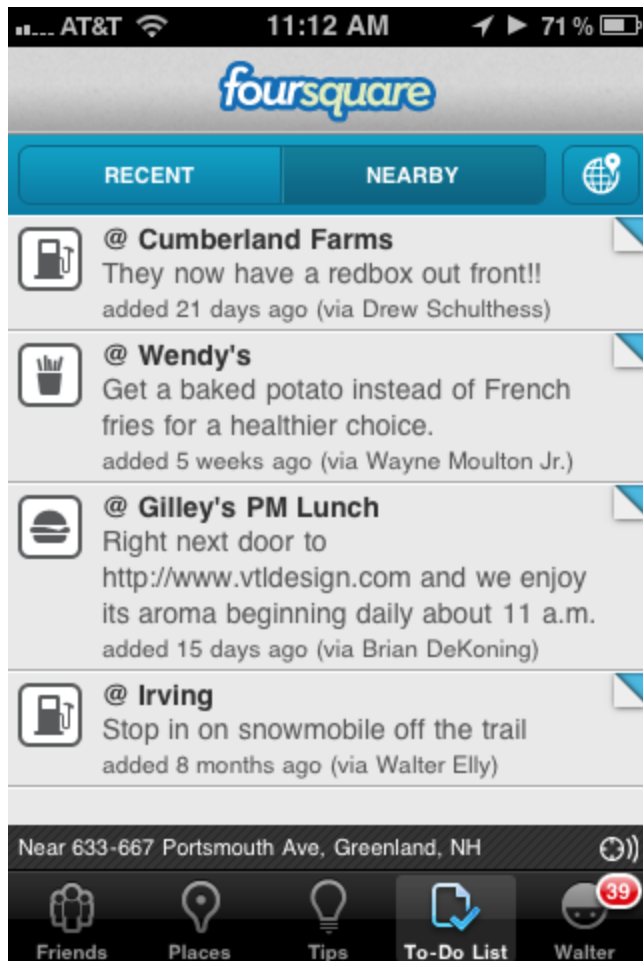 AT&T 11:12 AM 71%
foursquare
RECENT NEARBY
@ Cumberland Farms
They now have a redbox out front!!
added 21 days ago (via Drew Schulthess)
@ Wendy's
Get a baked potato instead of French
fries for a healthier choice.
added 5 weeks ago (via Wayne Moulton Jr.)
@ Gilley's PM Lunch
Right next door to
http://www.vtldesign.com and we enjoy
its aroma beginning daily about 11 a.m.
added 15 days ago (via Brian DeKoning)
@ Irving
Stop in on snowmobile off the trail
added 8 months ago (via Walter Elly)
Near 633-667 Portsmouth Ave, Greenland, NH
39
Friends Places Tips To-Do List Walter